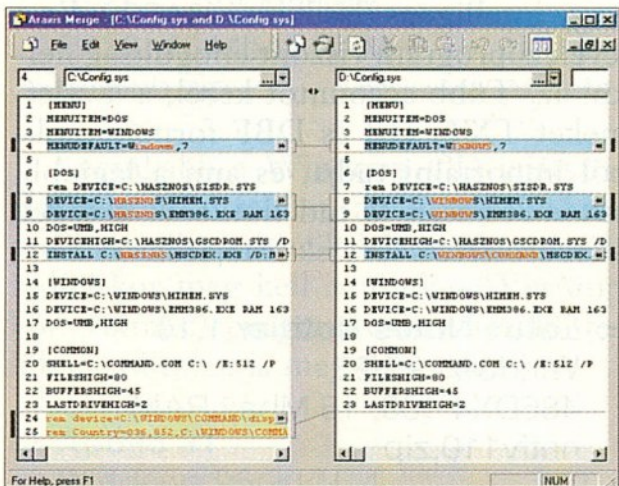 Araxis Merge - [C:\Config.sys and D:\Config.sys]
File Edit View Window Help
4 C:\Config.sys ... D:\Config.sys ...
1 [MENU]
2 MENUITEM=DOS
3 MENUITEM=WINDOWS
4 MENUDEFAULT=Windows,7
5
6 [DOS]
7 rem DEVICE=C:\HASZNOS\SISDR.SYS
8 DEVICE=C:\HASZNOS\HIMEM.SYS
9 DEVICE=C:\HASZNOS\EMM386.EXE RAM 163
10 DOS=UMB,HIGH
11 DEVICEHIGH=C:\HASZNOS\GSCDROM.SYS /D
12 INSTALL C:\HASZNOS\MSCDEX.EXE /D:M
13
14 [WINDOWS]
15 DEVICE=C:\WINDOWS\HIMEM.SYS
16 DEVICE=C:\WINDOWS\EMM386.EXE RAM 163
17 DOS=UMB,HIGH
18
19 [COMMON]
20 SHELL=C:\COMMAND.COM C:\ /E:512 /P
21 FILESHIGH=80
22 BUFFERSHIGH=45
23 LASTDRIVEHIGH=Z
24 rem device=C:\WINDOWS\COMMAND\disp
25 rem Country=036,852,C:\WINDOWS\COMMA
1 [MENU]
2 MENUITEM=DOS
3 MENUITEM=WINDOWS
4 MENUDEFAULT=WINDOWS,7
5
6 [DOS]
7 rem DEVICE=C:\HASZNOS\SISDR.SYS
8 DEVICE=C:\WINDOWS\HIMEM.SYS
9 DEVICE=C:\WINDOWS\EMM386.EXE RAM 163
10 DOS=UMB,HIGH
11 DEVICEHIGH=C:\HASZNOS\GSCDROM.SYS /D
12 INSTALL C:\WINDOWS\COMMAND\MSCDEX.
13
14 [WINDOWS]
15 DEVICE=C:\WINDOWS\HIMEM.SYS
16 DEVICE=C:\WINDOWS\EMM386.EXE RAM 163
17 DOS=UMB,HIGH
18
19 [COMMON]
20 SHELL=C:\COMMAND.COM C:\ /E:512 /P
21 FILESHIGH=80
22 BUFFERSHIGH=45
23 LASTDRIVEHIGH=Z
For Help, press F1 NUM